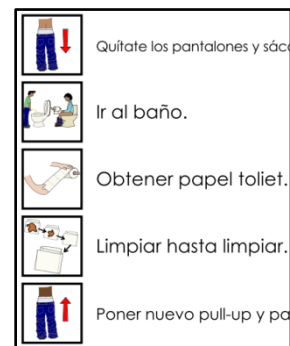 Quítate los pantalones y
Ir al baño.
Obtener papel toliet.
Limpiar hasta limpiar.
Poner nuevo pull-up y